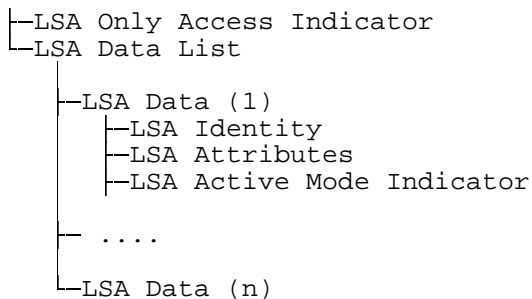 LSA Only Access Indicator
LSA Data List
LSA Data (1)
LSA Identity
LSA Attributes
LSA Active Mode Indicator
....
LSA Data (n)